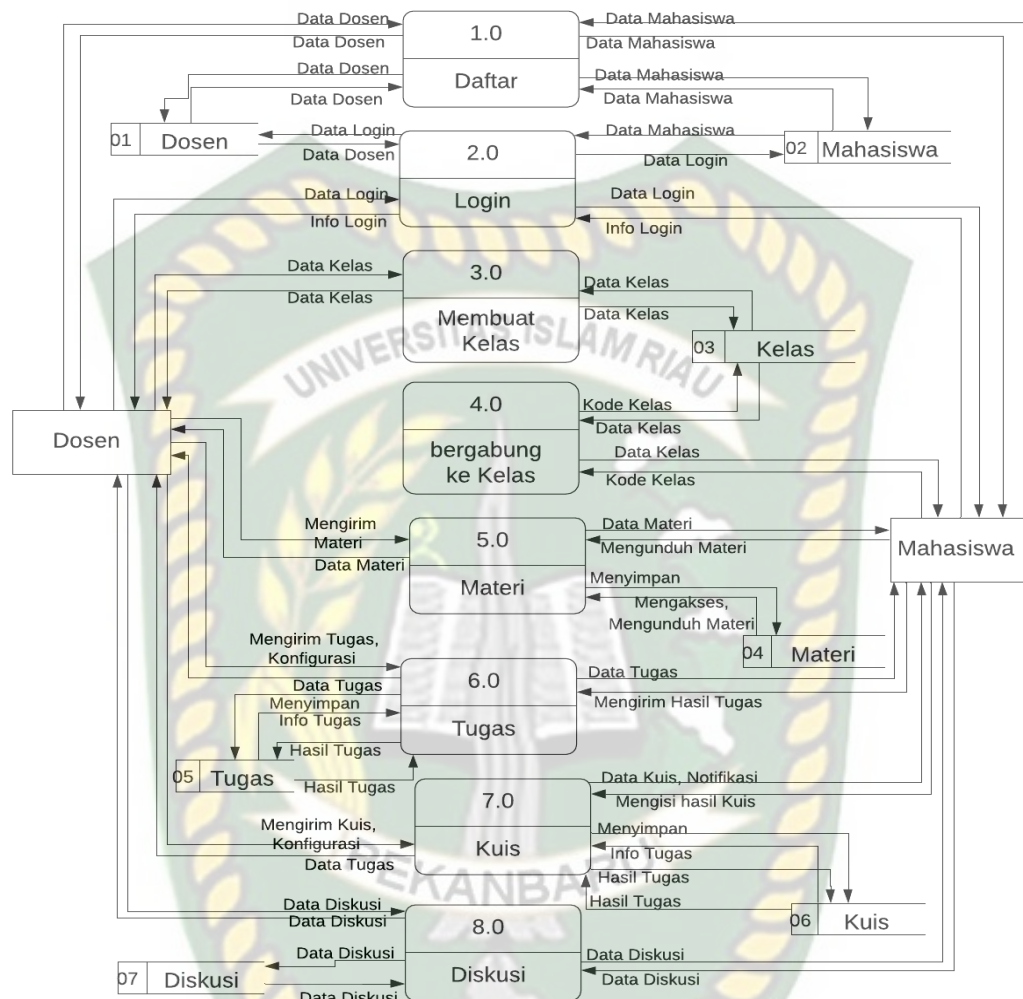 Data Dosen
1.0
Data Mahasiswa
Data Dosen
Data Mahasiswa
Data Dosen
Daftar
Data Mahasiswa
Data Dosen
Data Mahasiswa
01 Dosen
Data Login
Data Mahasiswa
02 Mahasiswa
Data Dosen
2.0
Data Login
Data Login
Login
Data Login
Info Login
Info Login
Data Kelas
3.0
Data Kelas
Data Kelas
Data Kelas
Membuat
Kelas
03 Kelas
UNIVERSITAS ISLAM RIAU
4.0
Kode Kelas
Data Kelas
Dosen
bergabung
ke Kelas
Data Kelas
Kode Kelas
Mengirim
Materi
5.0
Data Materi
Mengunduh Materi
Mahasiswa
Data Materi
Materi
Menyimpan
Mengakses,
Mengunduh Materi
04 Materi
Mengirim Tugas,
Konfigurasi
6.0
Data Tugas
Data Tugas
Mengirim Hasil Tugas
Menyimpan
Info Tugas
Tugas
Hasil Tugas
05 Tugas
Hasil Tugas
7.0
Data Kuis, Notifikasi
Mengisi hasil Kuis
Mengirim Kuis,
Konfigurasi
Kuis
Menyimpan
Info Tugas
Data Tugas
Hasil Tugas
PEKANBARU
Hasil Tugas
06 Kuis
Data Diskusi
Data Diskusi
8.0
Data Diskusi
Data Diskusi
07 Diskusi
Diskusi
Data Diskusi
Data Diskusi